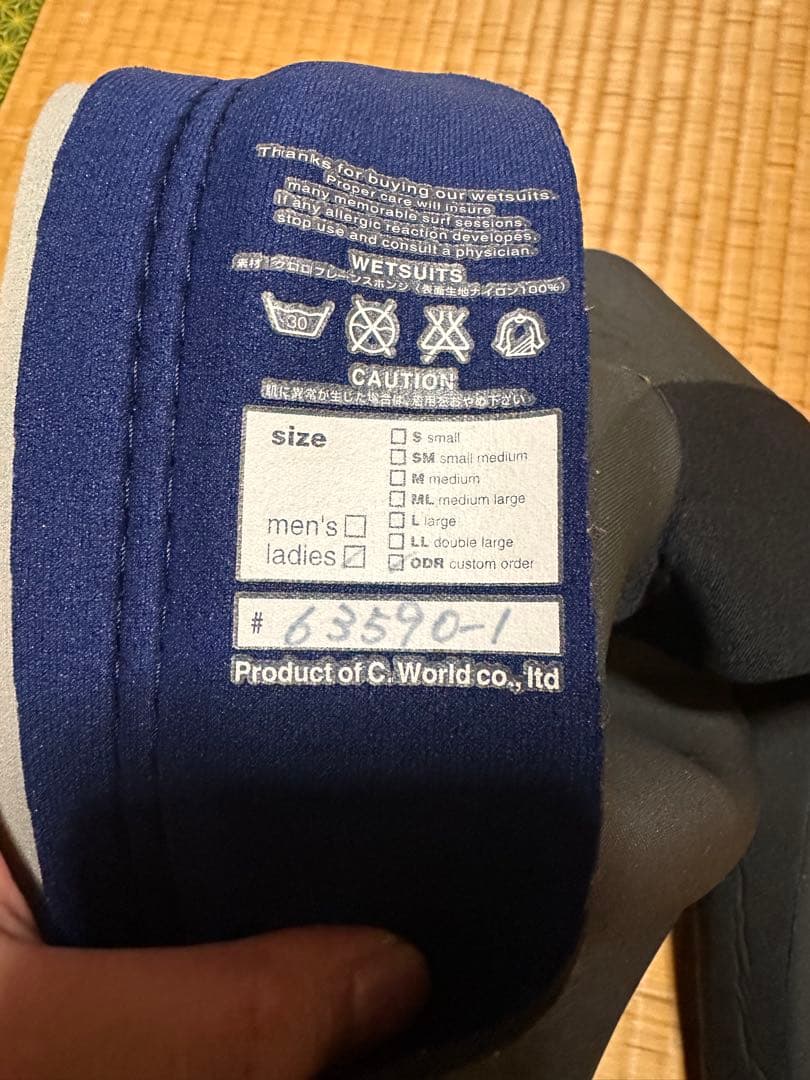 Thanks for buying our wetsuits.
Proper care will insure
many memorable surf sessions.
If any allergic reaction developes.
stop use and consult a physician.
WETSUITS
素材:クロロプレーンスポンジ(表面生地ナイロン100%)
30
CAUTION
肌に異常が生じた場合は、着用をおやめ下さい
size
S small
SM small medium
M medium
ML medium large
L large
LL double large
ODR custom order
men's
ladies
# 63590-1
Product of C. World co., ltd